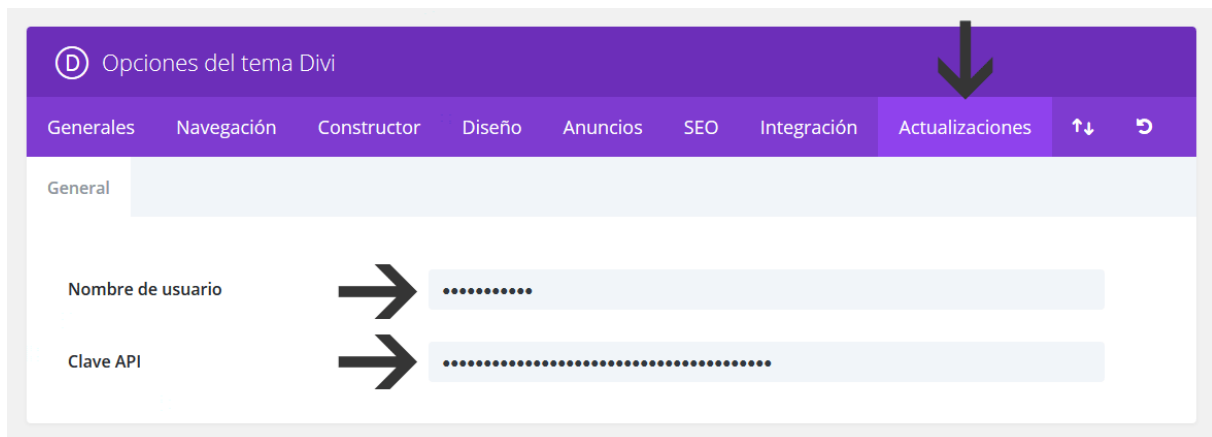 D Opciones del tema Divi
Generales Navegación Constructor Diseño Anuncios SEO Integración Actualizaciones
General
Nombre de usuario •••••••••••
Clave API ••••••••••••••••••••••••••••••••••••••••